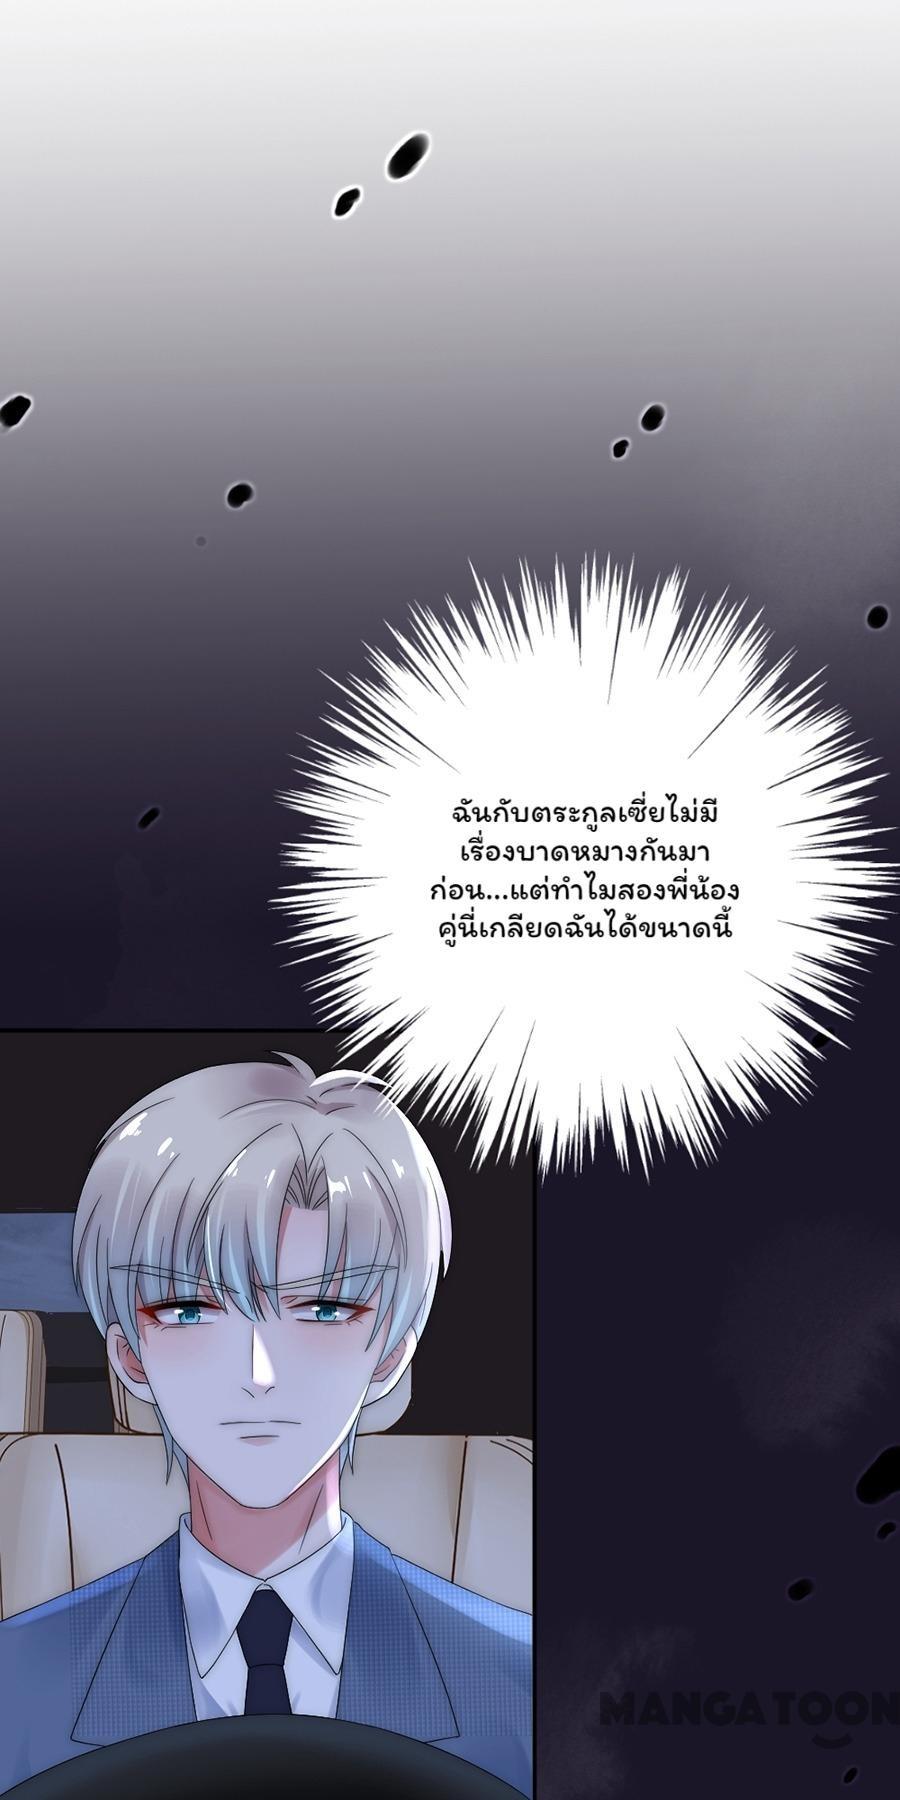 ฉันกับตระกูลเซี่ยไม่มี
เรื่องบาดหมางกันมา
ก่อน...แต่ทำไมสองพี่น้อง
คู่นี่เกลียดฉันได้ขนาดนี้
MANGATOON